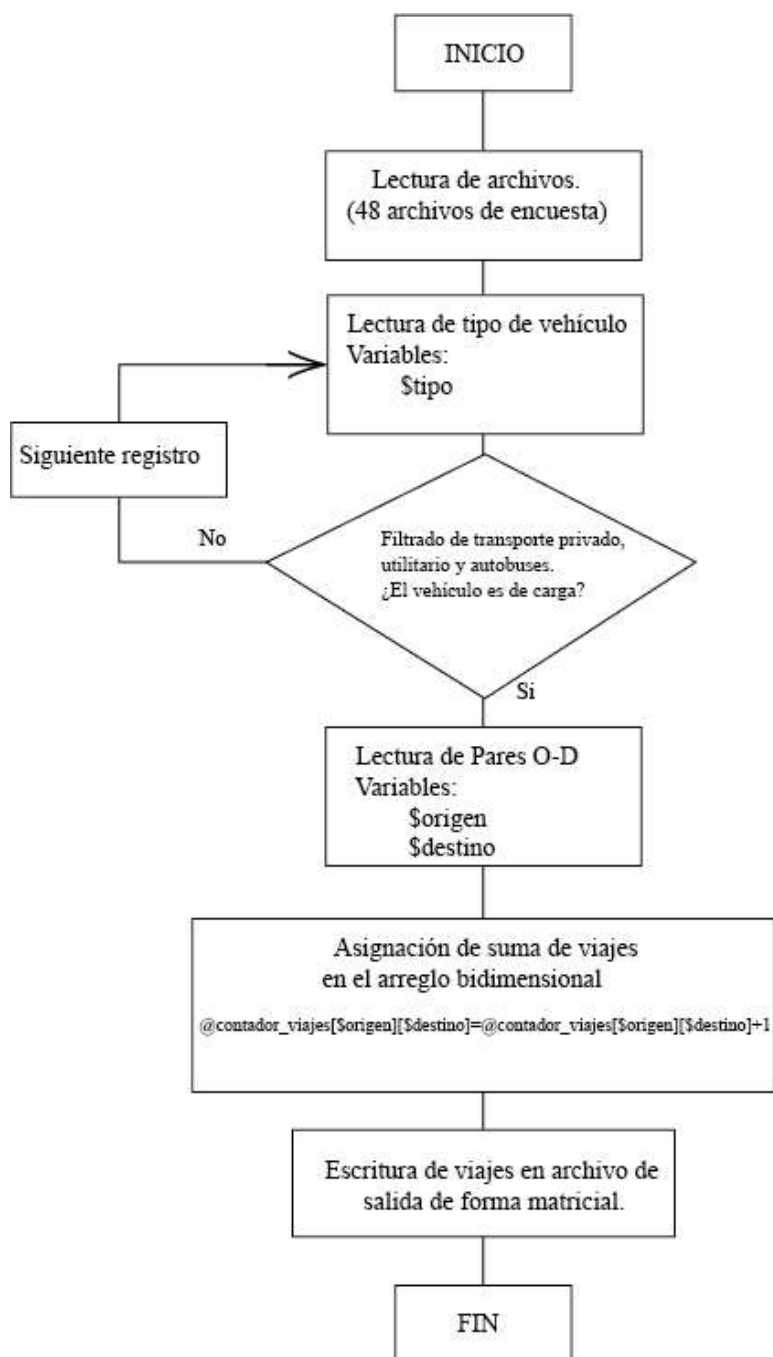 INICIO
Lectura de archivos.
(48 archivos de encuesta)
Lectura de tipo de vehículo
Variables:
$tipo
Siguiente registro
No
Filtrado de transporte privado,
utilitario y autobuses.
¿El vehículo es de carga?
Si
Lectura de Pares O-D
Variables:
$origen
$destino
Asignación de suma de viajes
en el arreglo bidimensional
@contador_viajes[$origen][$destino]=@contador_viajes[$origen][$destino]+1
Escritura de viajes en archivo de
salida de forma matricial.
FIN